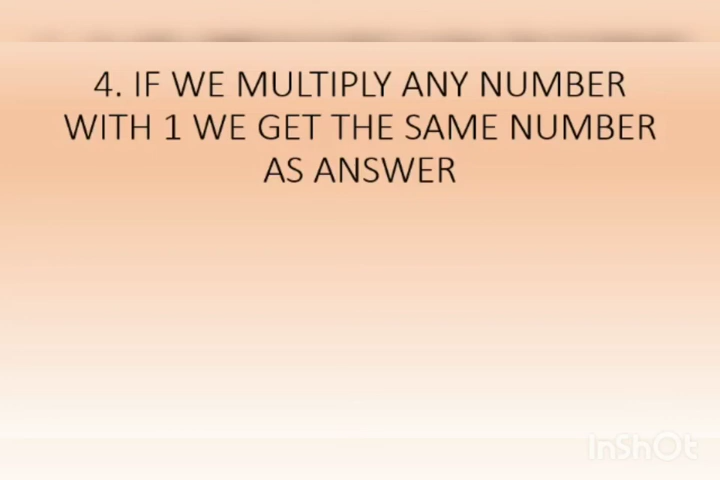 4. IF WE MULTIPLY ANY NUMBER
WITH 1 WE GET THE SAME NUMBER
AS ANSWER
InShOt